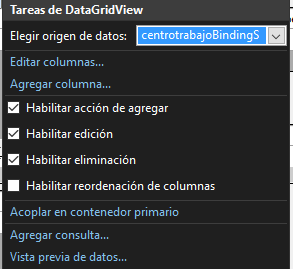 Tareas de DataGridView
Elegir origen de datos: centrotrabajoBindingS
Editar columnas...
Agregar columna...
Habilitar acción de agregar
Habilitar edición
Habilitar eliminación
Habilitar reordenación de columnas
Acoplar en contenedor primario
Agregar consulta...
Vista previa de datos...